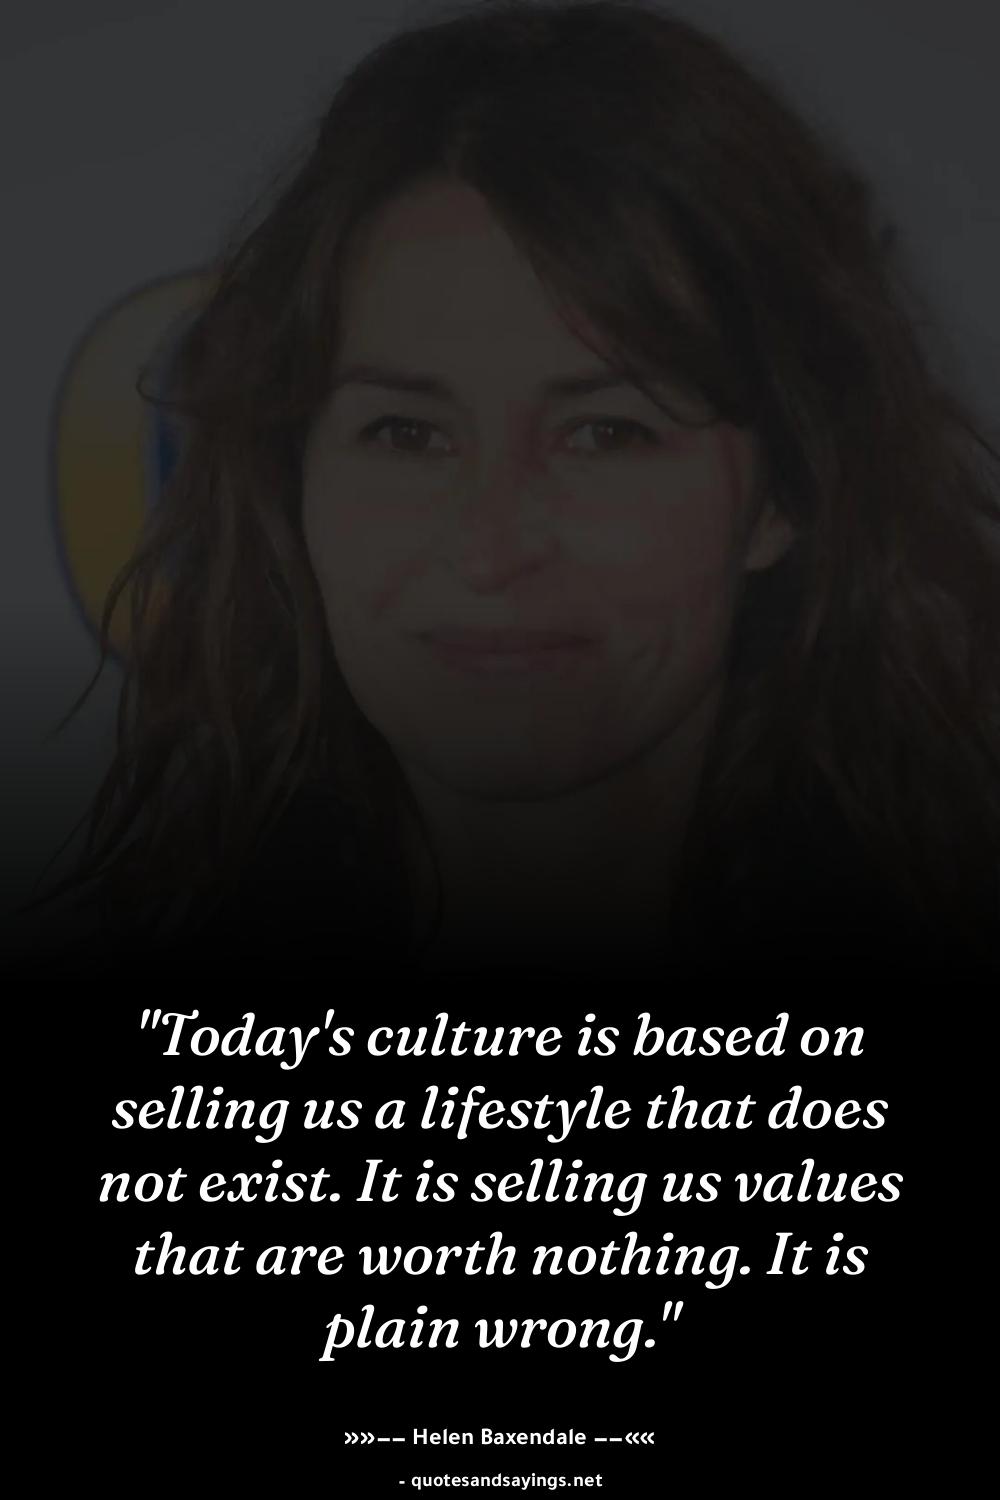 "Today's culture is based on
selling us a lifestyle that does
not exist. It is selling us values
that are worth nothing. It is
plain wrong."
»»–– Helen Baxendale ––««
- quotesandsayings.net